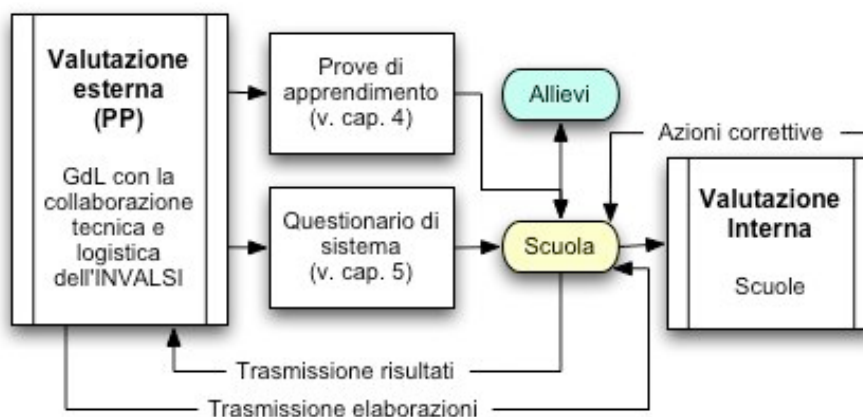 Valutazione
esterna
(PP)
GdL con la
collaborazione
tecnica e
logistica
dell'INVALSI
Prove di
apprendimento
(v. cap. 4)
Questionario di
sistema
(v. cap. 5)
Allievi
Scuola
Azioni correttive
Valutazione
Interna
Scuole
Trasmissione risultati
Trasmissione elaborazioni